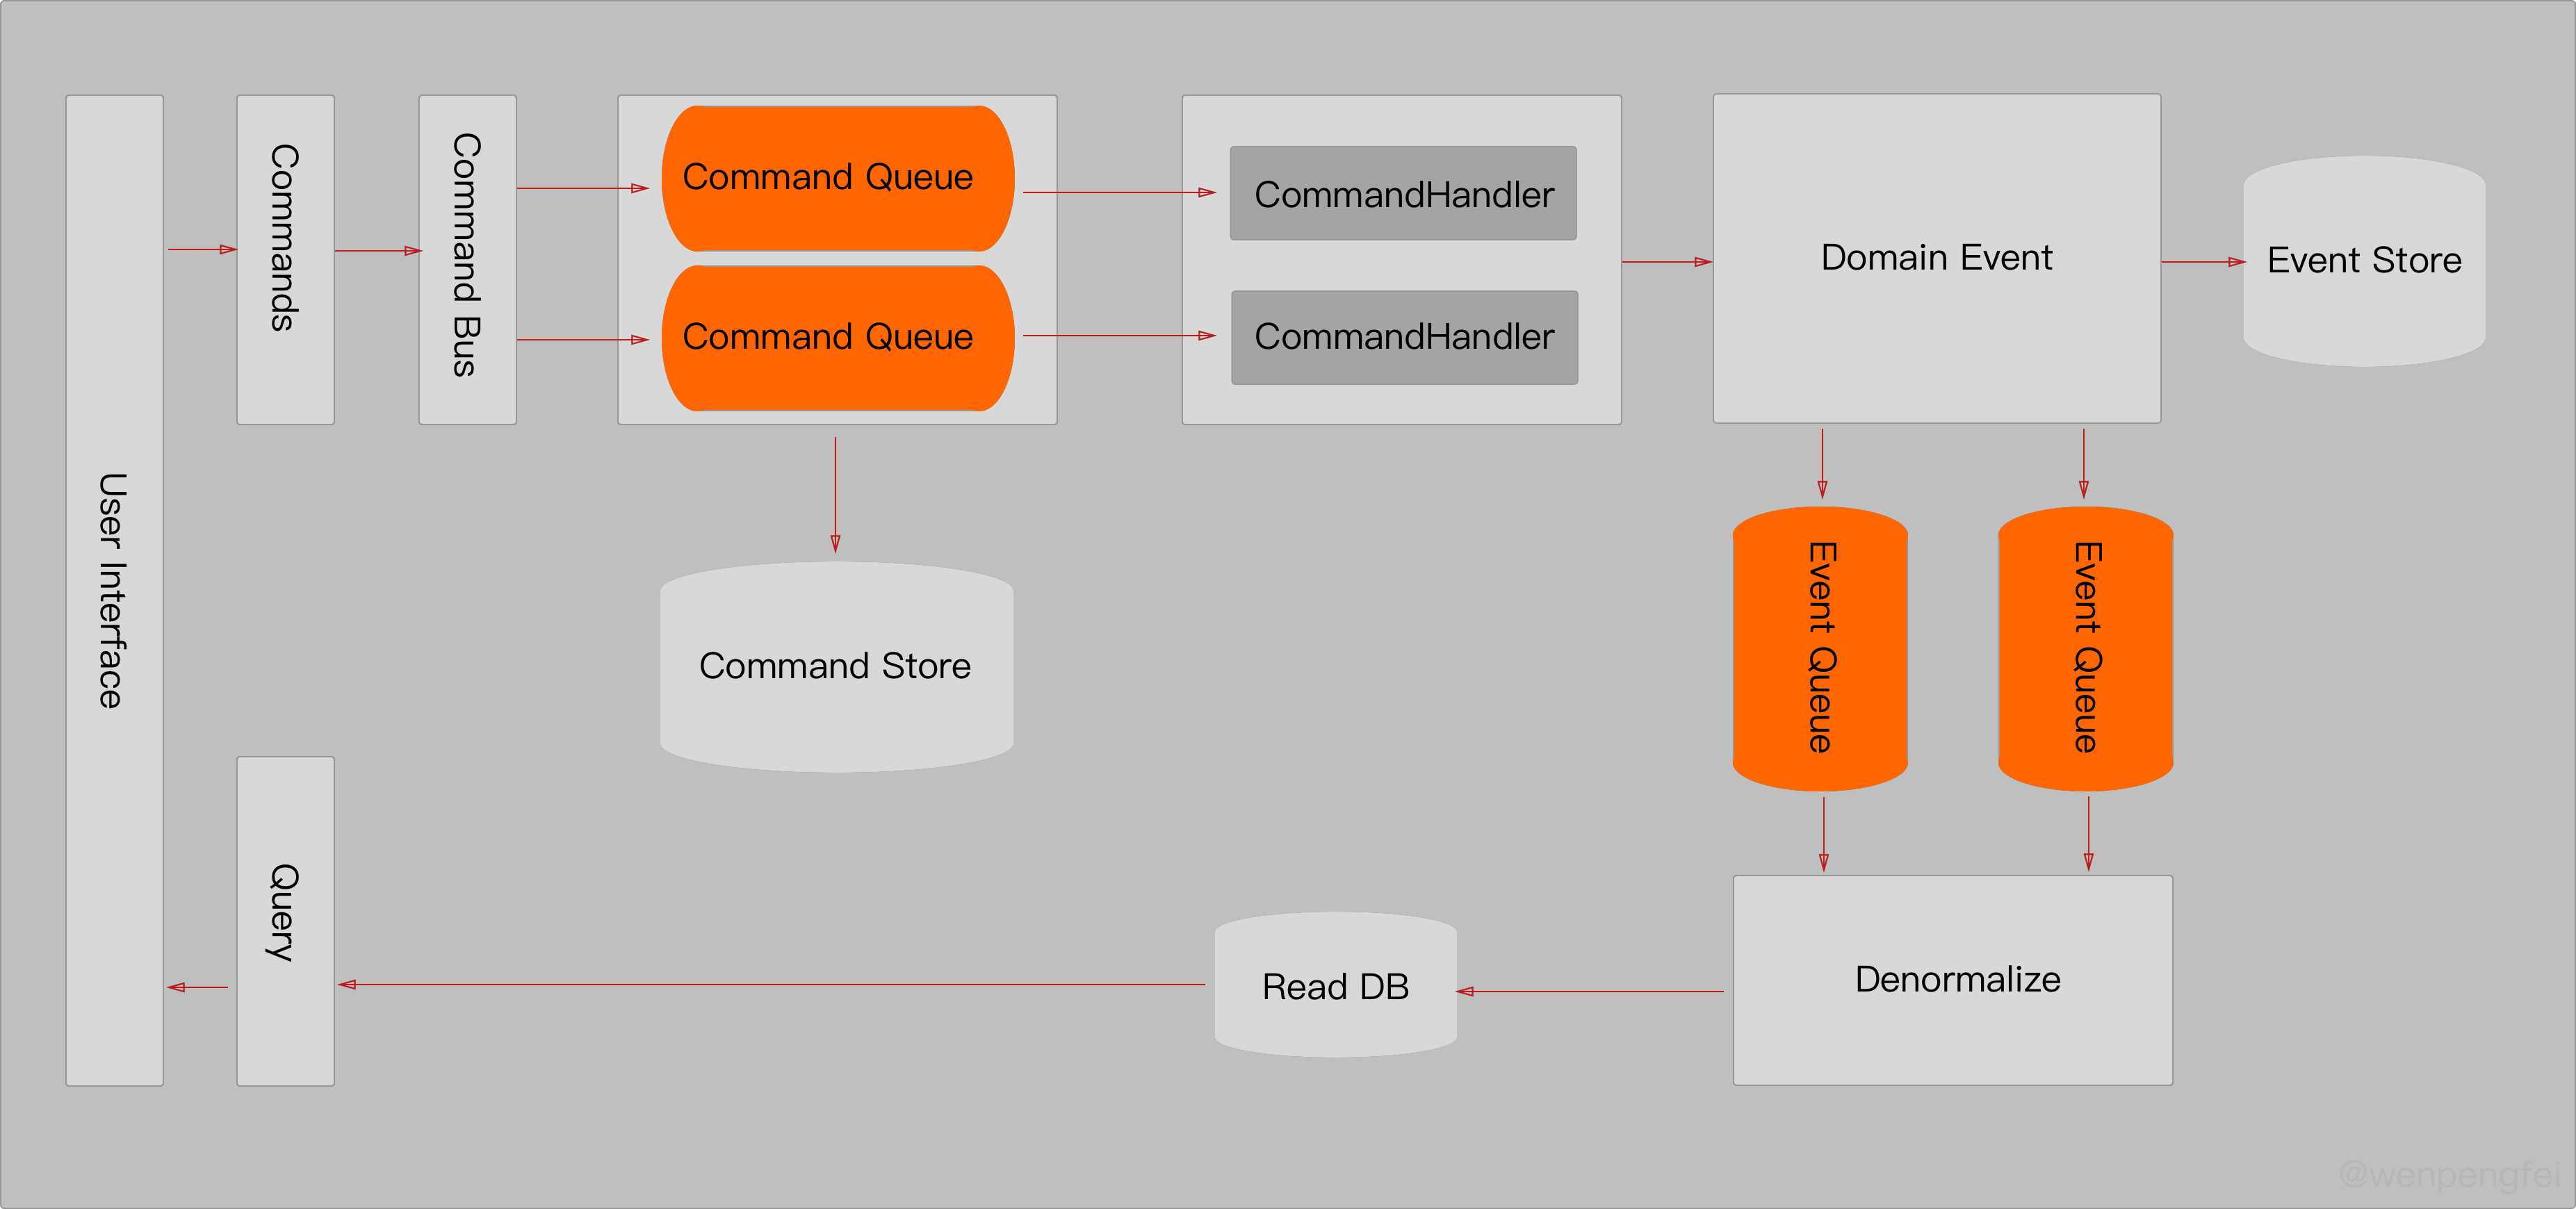 User Interface
Commands
Command Bus
Command Queue
Command Queue
CommandHandler
CommandHandler
Domain Event
Event Store
Command Store
Event Queue
Event Queue
Query
Read DB
Denormalize
@wenpengfei